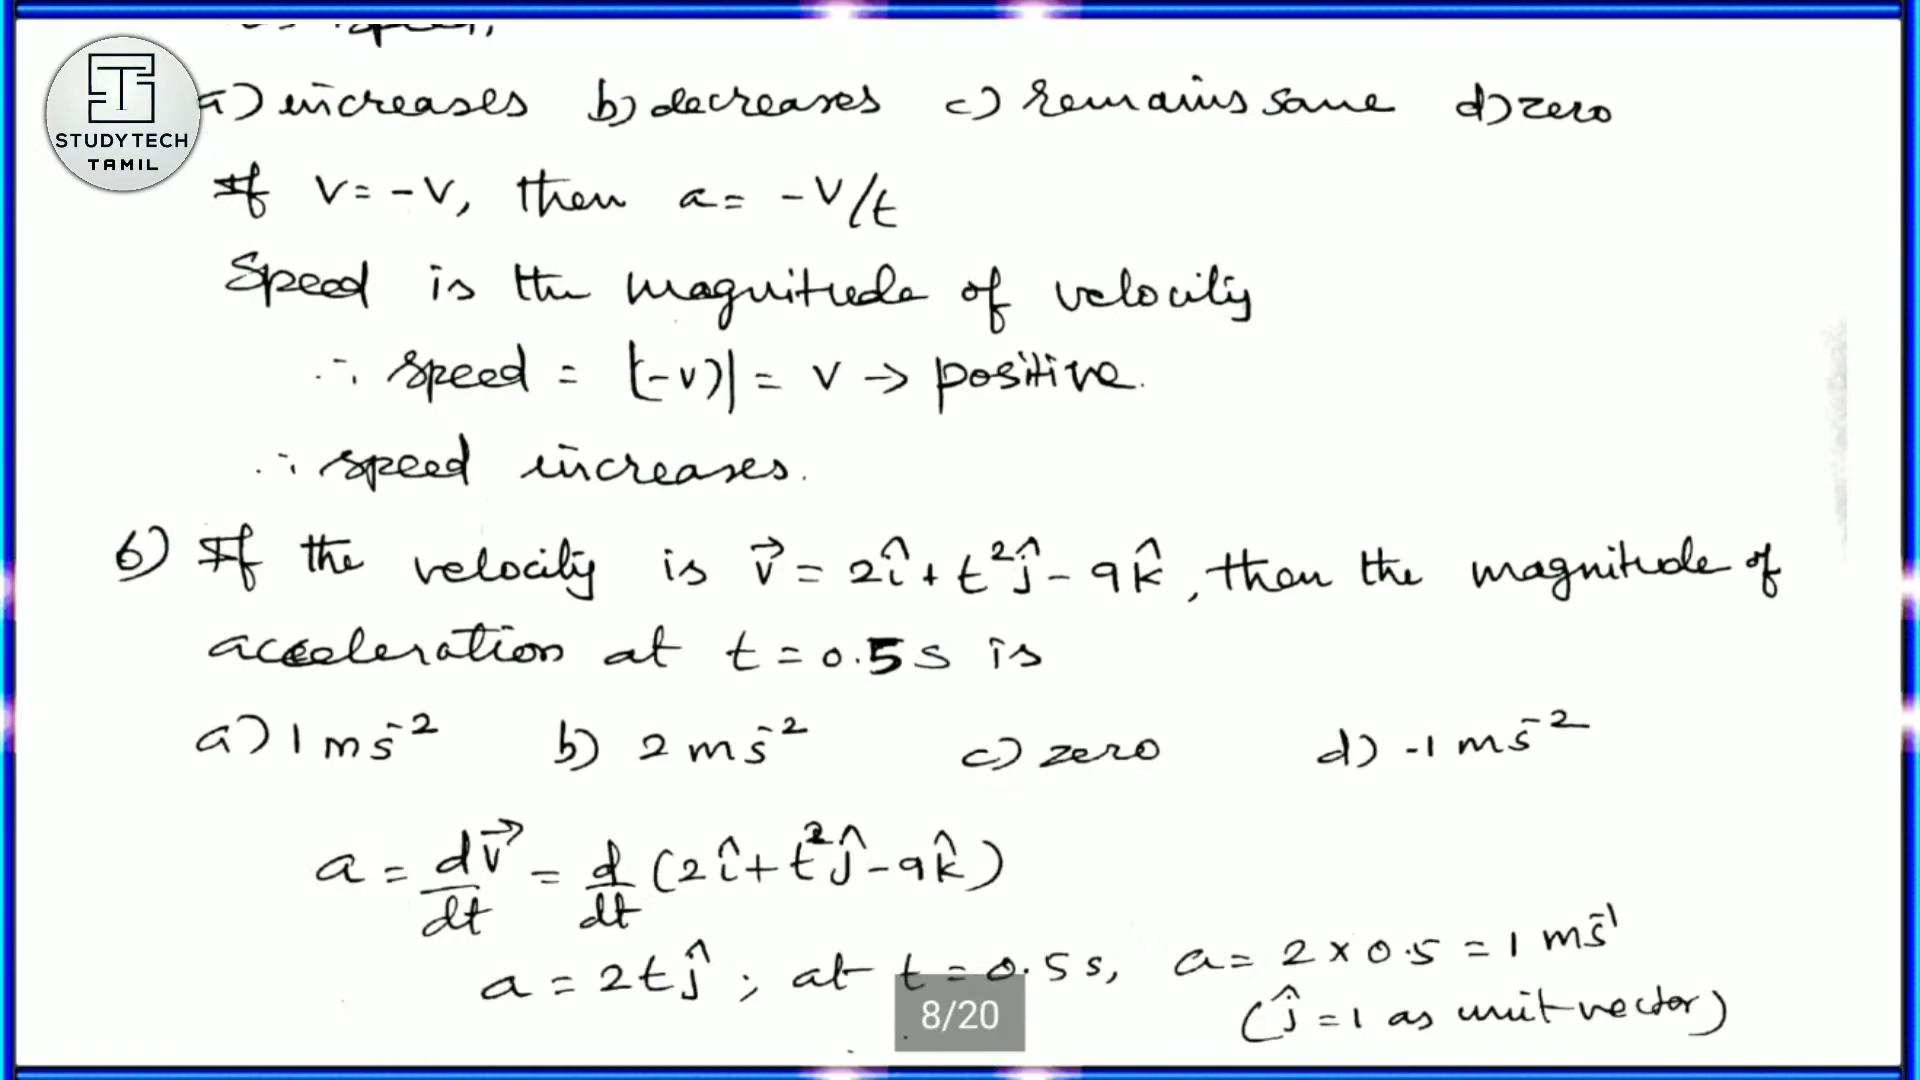 STUDYTECH
TAMIL
a) increases b) decreases c) remains same d) zero
If v = -v, then a = -v/t
Speed is the magnitude of velocity
∴ speed = |(-v)| = v → positive.
∴ speed increases.
6) If the velocity is v⃗ = 2î + t²ĵ - 9k̂, then the magnitude of
acceleration at t = 0.5s is
a) 1 ms⁻² b) 2 ms⁻² c) zero d) -1 ms⁻²
a = dv⃗/dt = d/dt (2î + t²ĵ - 9k̂)
a = 2tĵ ; at t = 0.5s, a = 2 x 0.5 = 1 ms⁻¹
(ĵ = 1 as unit vector)
8/20